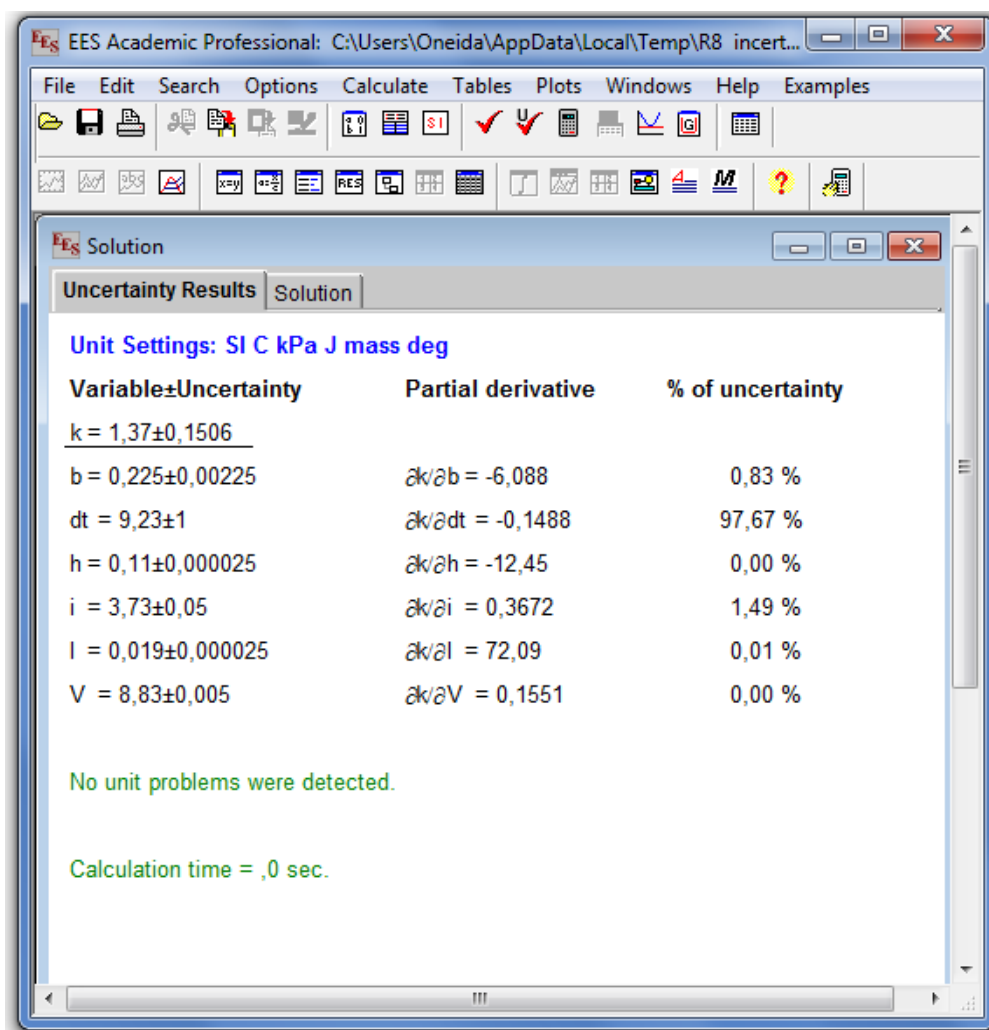 EES EES Academic Professional: C:\Users\Oneida\AppData\Local\Temp\R8 incert...
File Edit Search Options Calculate Tables Plots Windows Help Examples
SI U G
x=y RES A M ?
EES Solution
Uncertainty Results Solution
Unit Settings: SI C kPa J mass deg
Variable±Uncertainty Partial derivative % of uncertainty
k = 1,37±0,1506
b = 0,225±0,00225 ∂k/∂b = -6,088 0,83 %
dt = 9,23±1 ∂k/∂dt = -0,1488 97,67 %
h = 0,11±0,000025 ∂k/∂h = -12,45 0,00 %
i = 3,73±0,05 ∂k/∂i = 0,3672 1,49 %
l = 0,019±0,000025 ∂k/∂l = 72,09 0,01 %
V = 8,83±0,005 ∂k/∂V = 0,1551 0,00 %
No unit problems were detected.
Calculation time = ,0 sec.